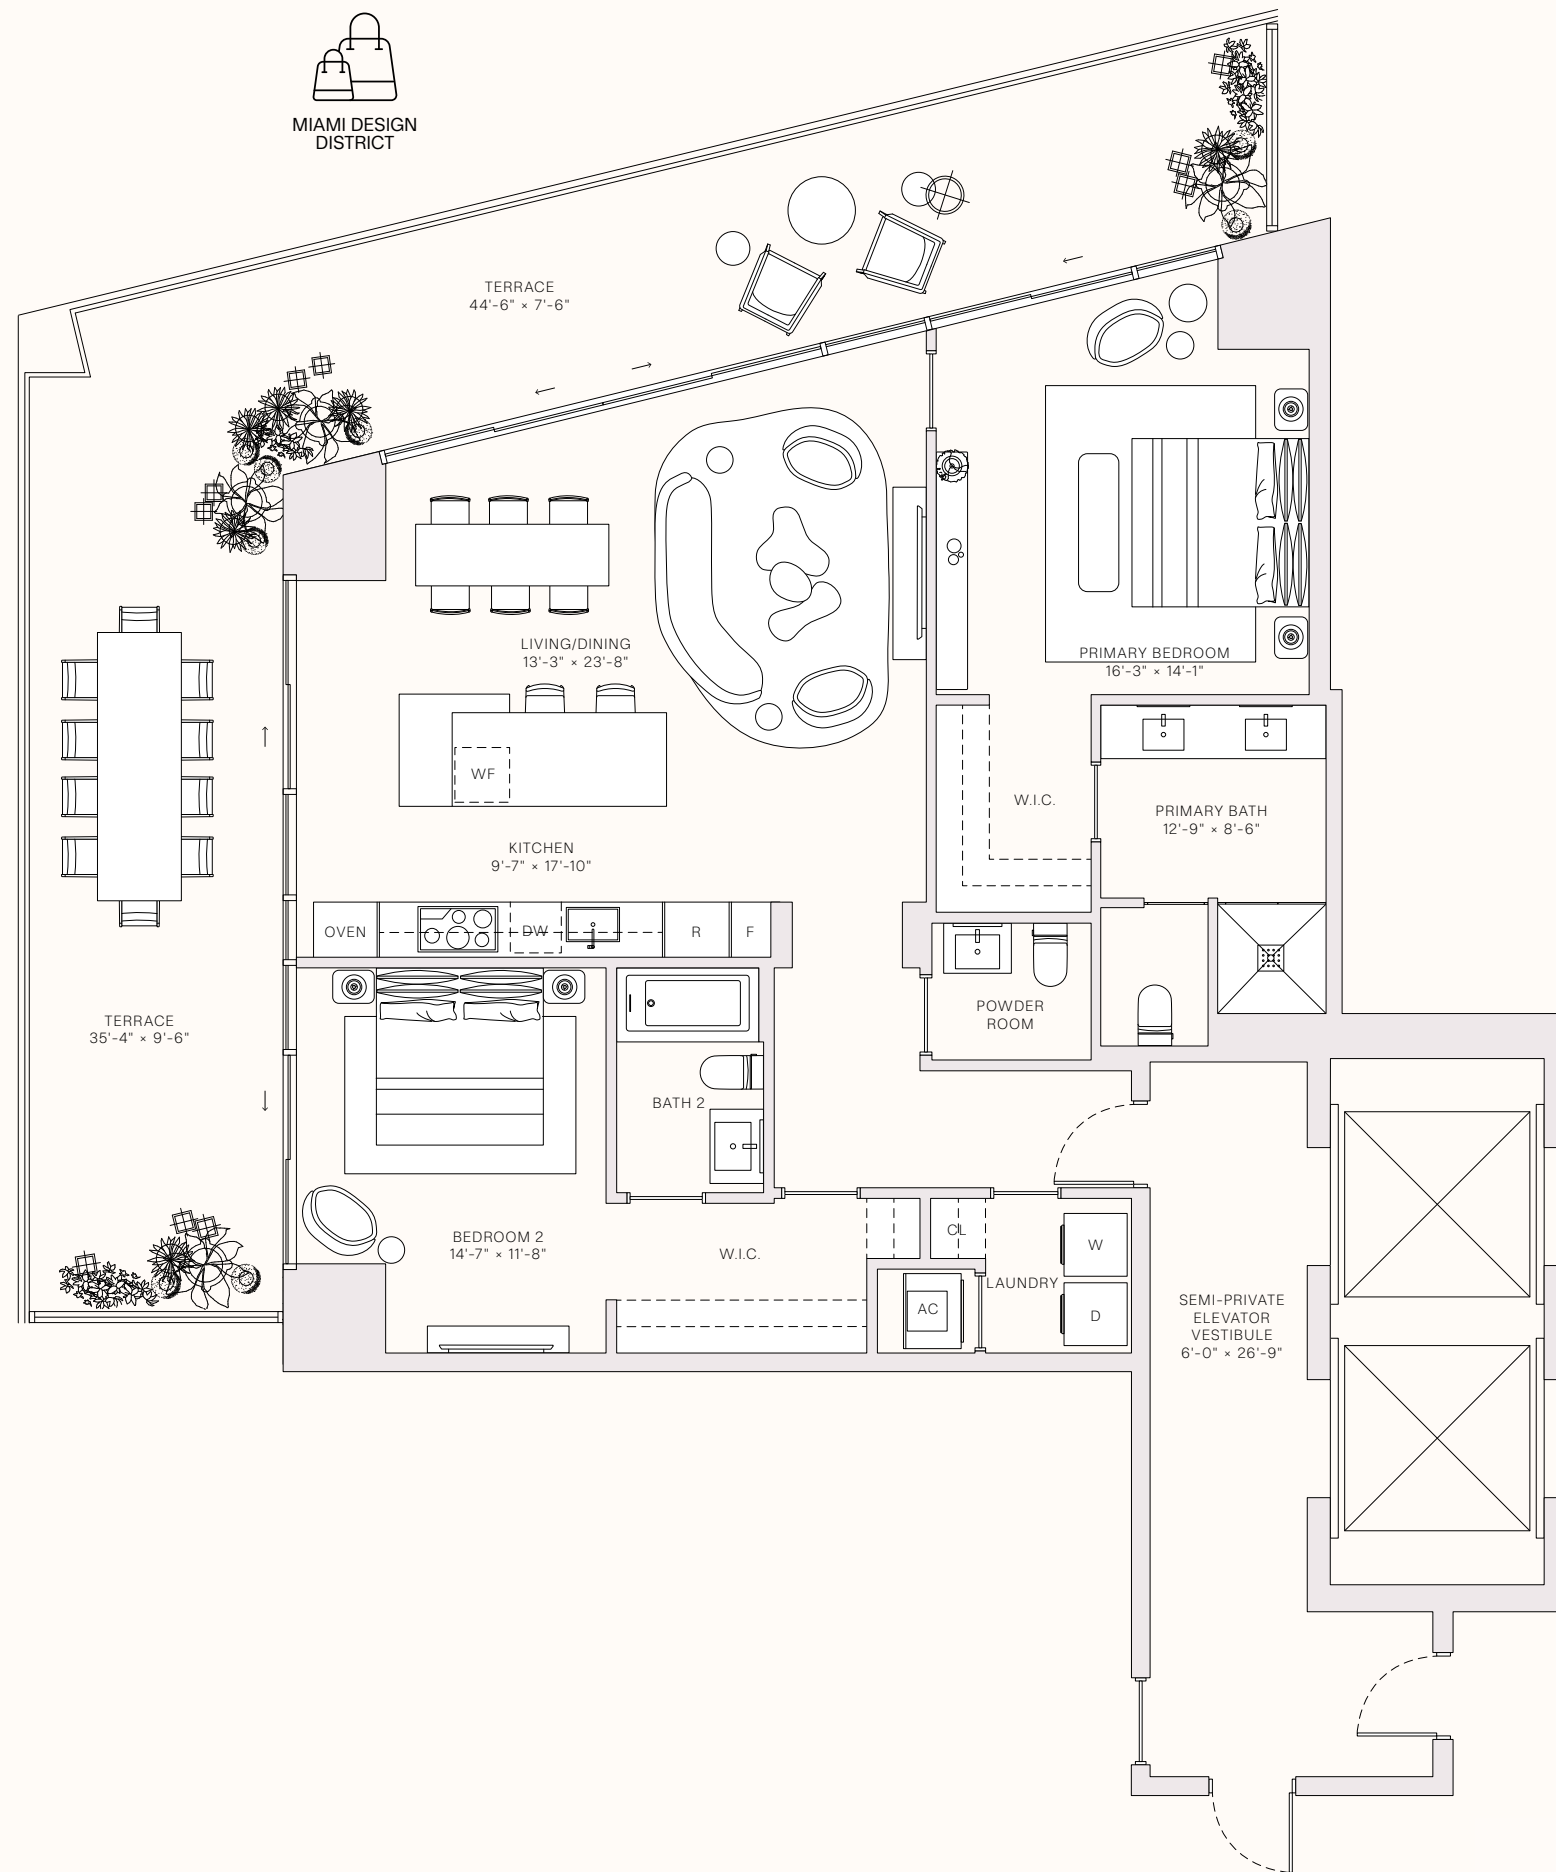 MIAMI DESIGN
DISTRICT
TERRACE
44'-6" × 7'-6"
LIVING/DINING
13'-3" × 23'-8"
PRIMARY BEDROOM
16'-3" × 14'-1"
WF
W.I.C.
PRIMARY BATH
12'-9" × 8'-6"
KITCHEN
9'-7" × 17'-10"
OVEN
DW
R
F
TERRACE
35'-4" × 9'-6"
POWDER
ROOM
BATH 2
BEDROOM 2
14'-7" × 11'-8"
W.I.C.
CL
W
LAUNDRY
AC
D
SEMI-PRIVATE
ELEVATOR
VESTIBULE
6'-0" × 26'-9"